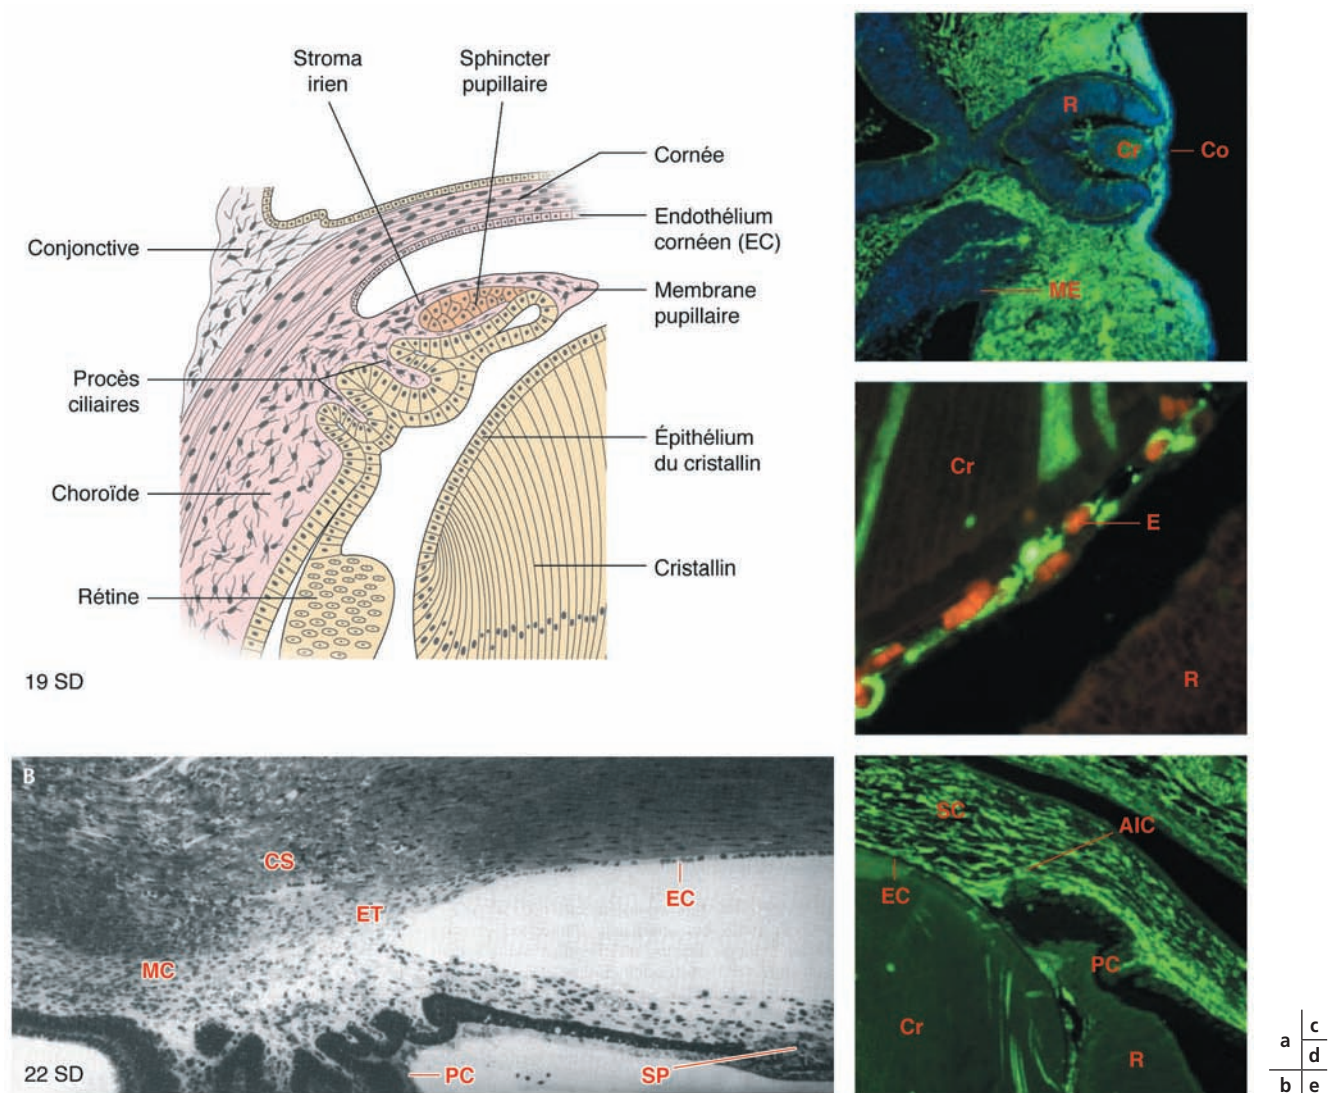 Stroma
irien
Sphincter
pupillaire
Cornée
Endothélium
cornéen (EC)
Conjonctive
Membrane
pupillaire
Procès
ciliaires
Épithélium
du cristallin
Choroïde
Cristallin
Rétine
19 SD
B
CS
EC
ET
MC
22 SD
PC
SP
R
Cr
Co
ME
Cr
E
R
SC
AIC
EC
PC
Cr
R
a
c
d
b
e